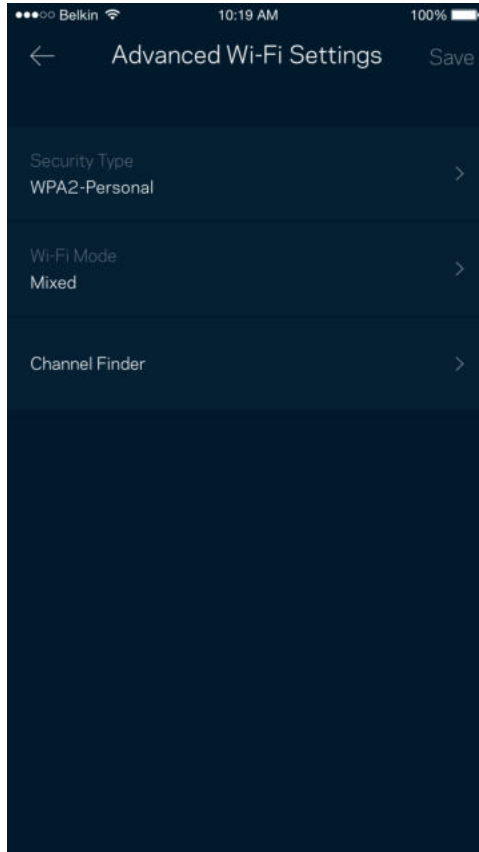 Belkin 10:19 AM 100%
Advanced Wi-Fi Settings Save
Security Type
WPA2-Personal
Wi-Fi Mode
Mixed
Channel Finder